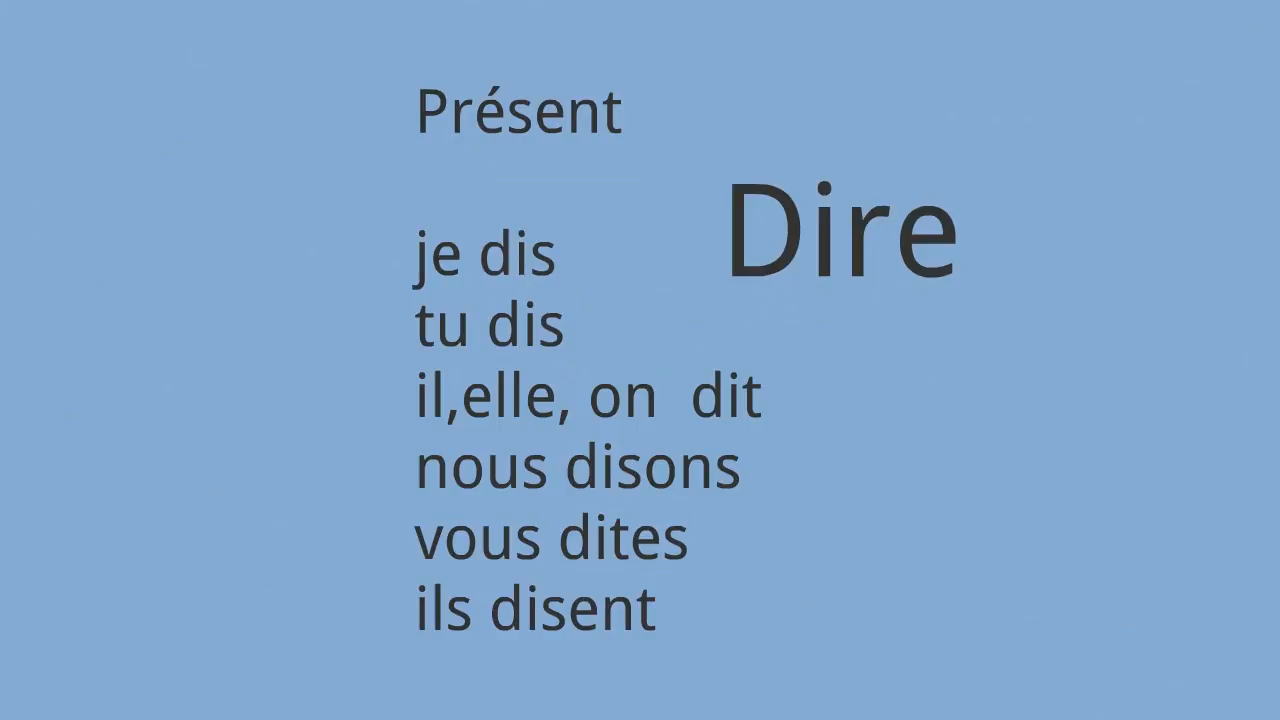 Présent
Dire
je dis
tu dis
il,elle, on  dit
nous disons
vous dites
ils disent